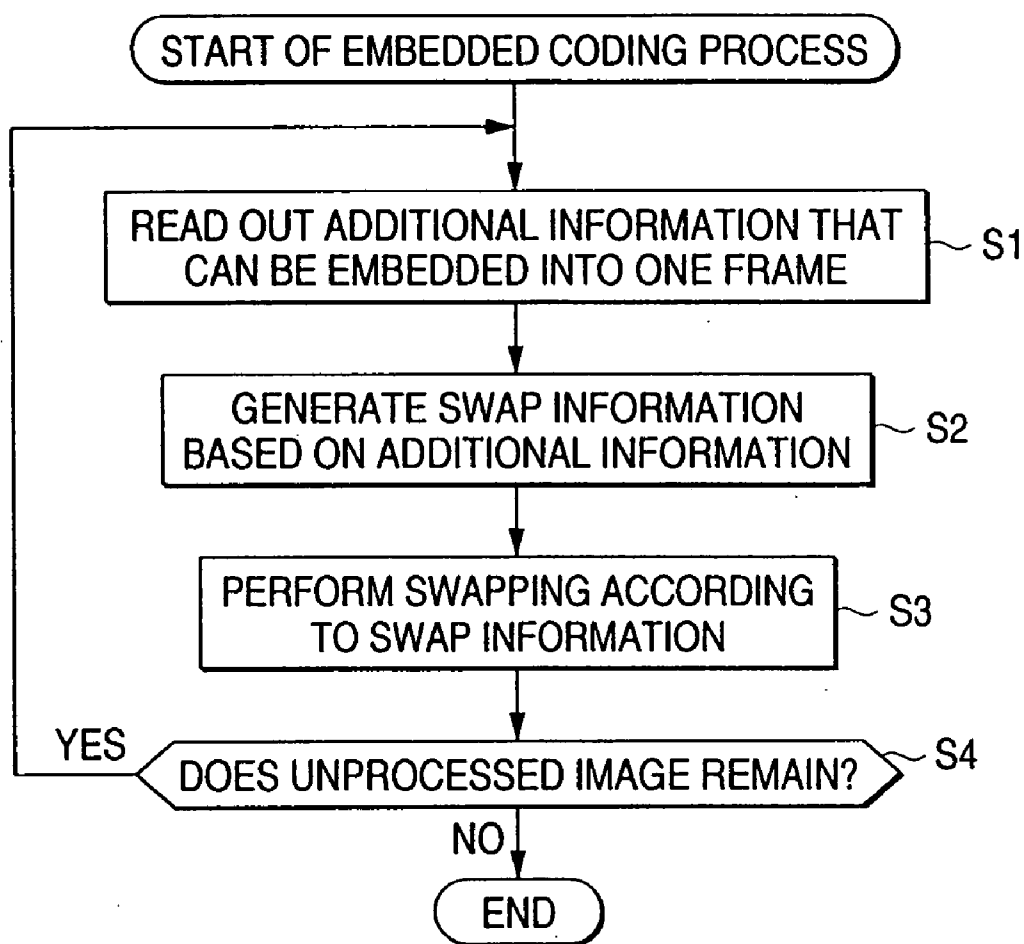 START OF EMBEDDED CODING PROCESS
READ OUT ADDITIONAL INFORMATION THAT
CAN BE EMBEDDED INTO ONE FRAME
S1
GENERATE SWAP INFORMATION
BASED ON ADDITIONAL INFORMATION
S2
PERFORM SWAPPING ACCORDING
TO SWAP INFORMATION
S3
YES
DOES UNPROCESSED IMAGE REMAIN?
S4
NO
END